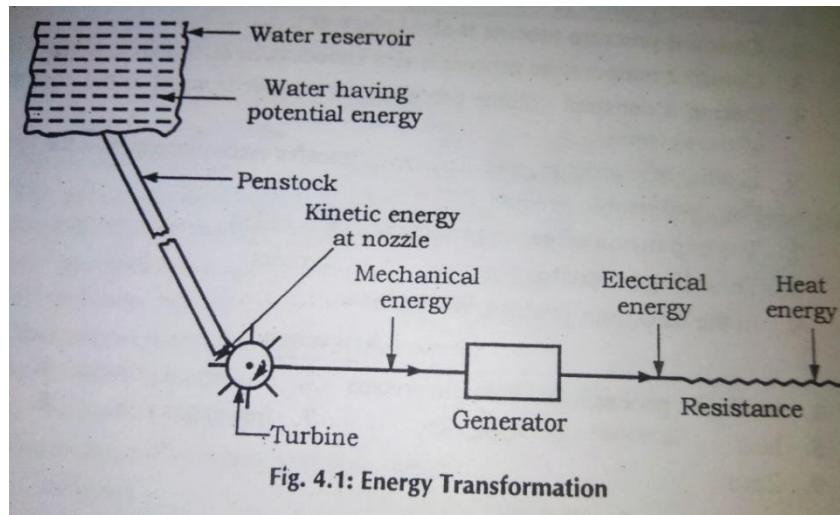 Water reservoir
Water having
potential energy
Penstock
Kinetic energy
at nozzle
Mechanical
energy
Electrical
energy
Heat
energy
Generator
Resistance
Turbine
Fig. 4.1: Energy Transformation